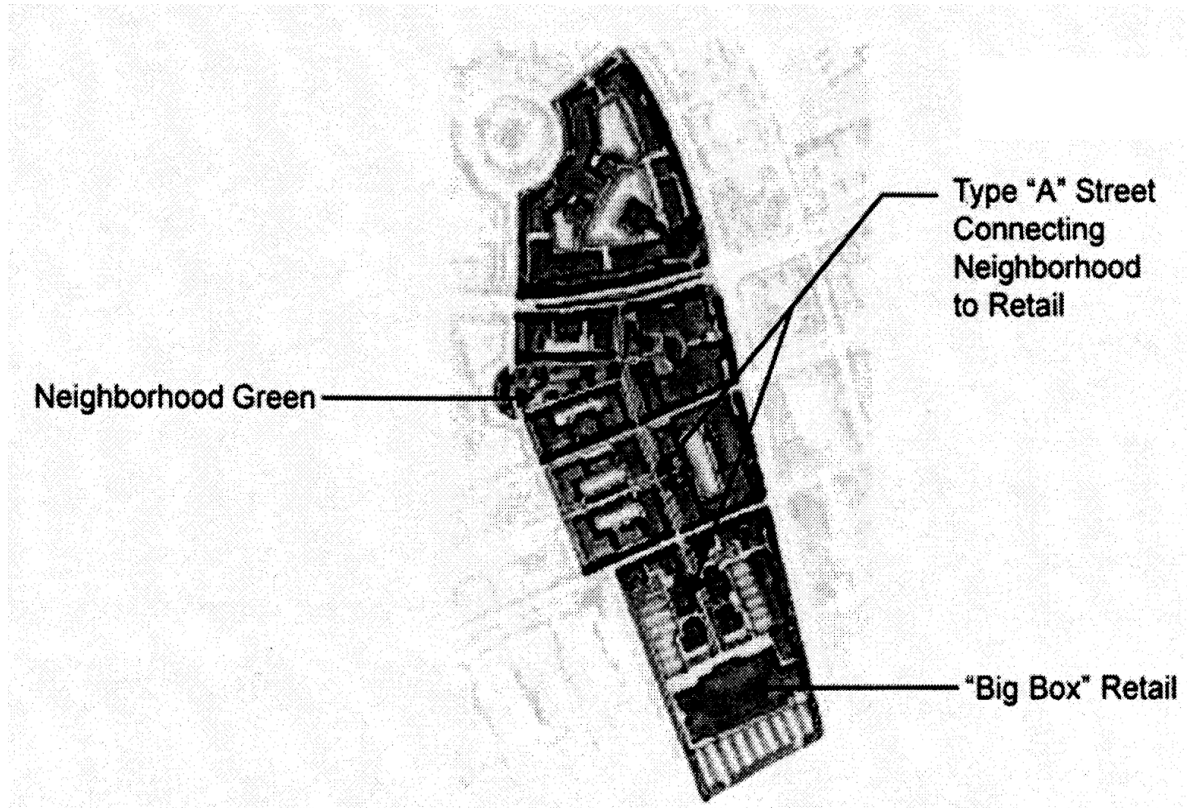 Type “A” Street
Connecting
Neighborhood
to Retail
Neighborhood Green
“Big Box” Retail